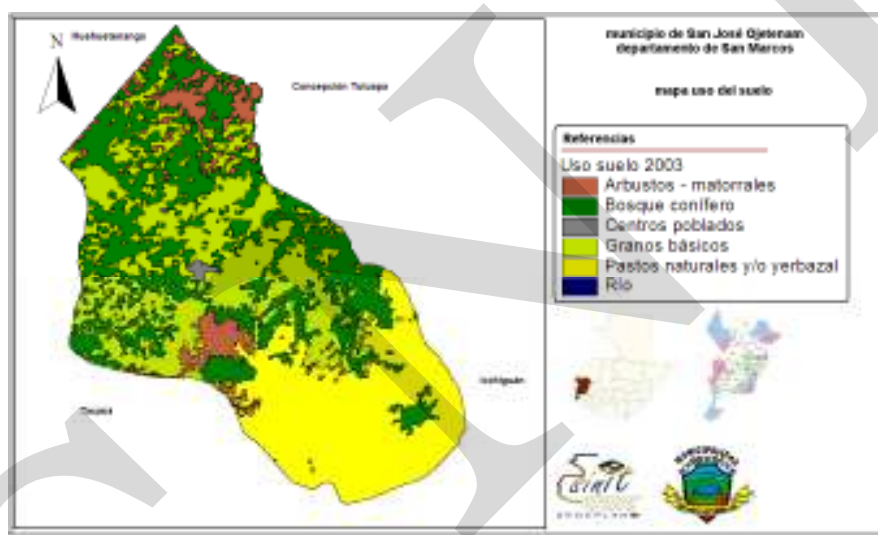 municipio de San José Ojetenam
departamento de San Marcos
mapa uso del suelo
N
Huehuetenango
Concepción Tutuapa
Ixchiguán
Referencias
Uso suelo 2003
Arbustos - matorrales
Bosque conífero
Centros poblados
Granos básicos
Pastos naturales y/o yerbazal
Río